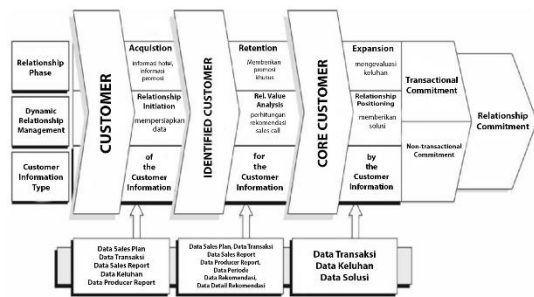 Relationship
Phase
Dynamic
Relationship
Management
Customer
Information
Type
CUSTOMER
Acquistion
informasi hotel,
informasi
promosi
Relationship
Initiation
mempersiapkan
data
of the
Customer
Information
IDENTIFIED CUSTOMER
Retention
Memberikan
promosi
khusus
Rel. Value
Analysis
perhitungan
rekomendasi
sales call
for the
Customer
Information
CORE CUSTOMER
Expansion
mengevaluasi
keluhan
Relationship
Positioning
memberikan
solusi
by the
Customer
Information
Transactional
Commitment
Non-transactional
Commitment
Relationship
Commitment
Data Sales Plan
Data Transaksi
Data Sales Report
Data Keluhan
Data Producer Report
Data Sales Plan, Data Transaksi
Data Sales Report
Data Producer Report,
Data Periode
Data Rekomendasi,
Data Detail Rekomendasi
Data Transaksi
Data Keluhan
Data Solusi